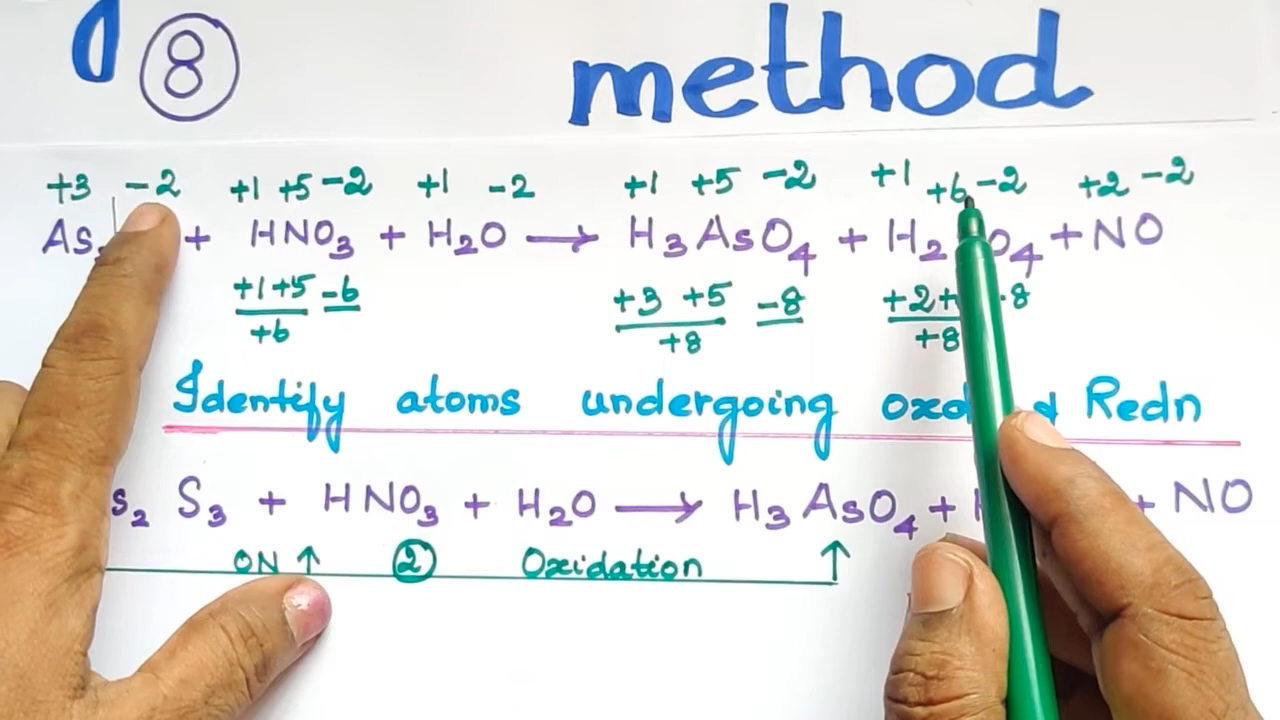 8 method
+3 -2 +1 +5 -2 +1 -2 +1 +5 -2 +1 +6 -2 +2 -2
As + HNO₃ + H₂O ⟶ H₃AsO₄ + H₂ O₄ + NO
+1+5 -6 +3 +5 -8 +2+ -8
+6 +8 +8
Identify atoms undergoing Redn
S₂ S₃ + HNO₃ + H₂O ⟶ H₃AsO₄ + + NO
ON ↑ ② Oxidation ↑